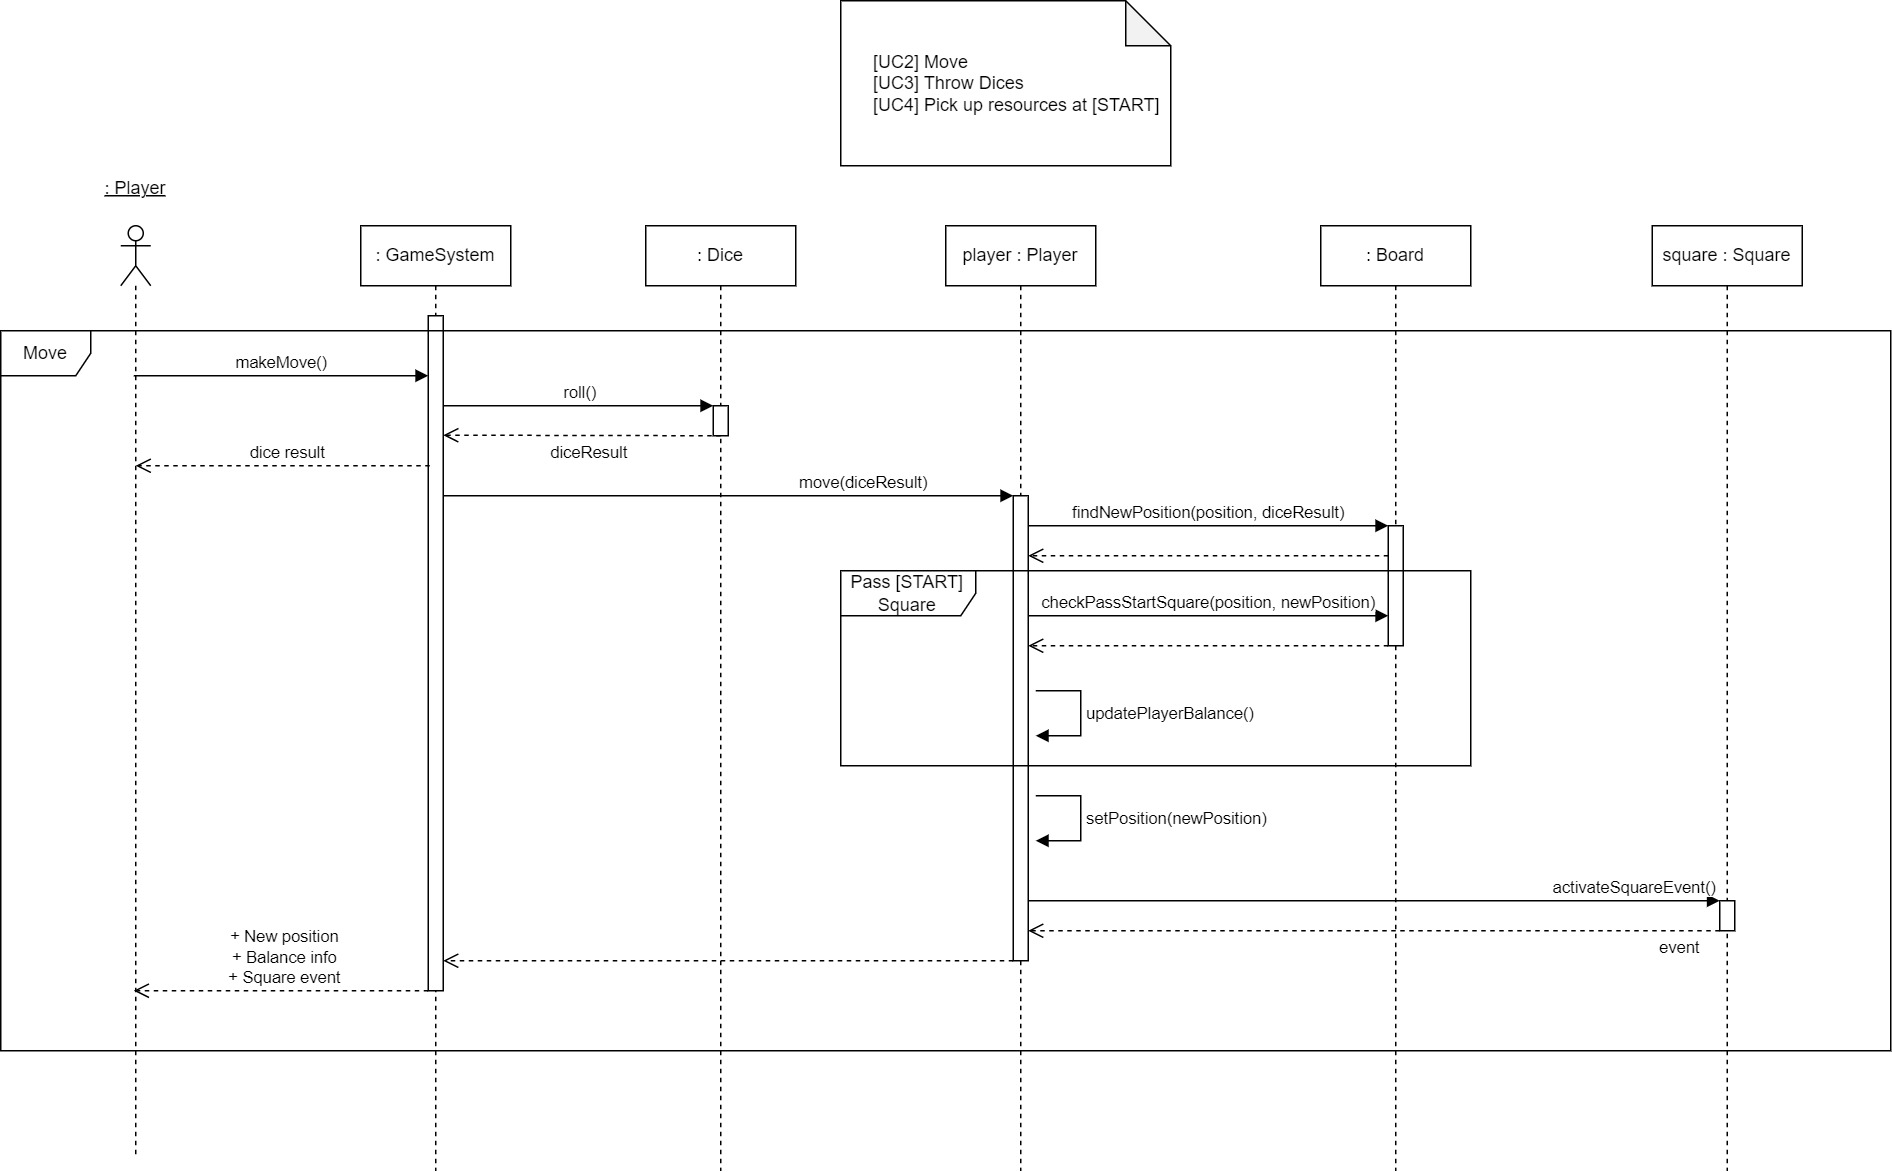 [UC2] Move
[UC3] Throw Dices
[UC4] Pick up resources at [START]
: Player
: GameSystem
: Dice
player : Player
: Board
square : Square
Move
makeMove()
roll()
diceResult
dice result
move(diceResult)
findNewPosition(position, diceResult)
Pass [START]
Square
checkPassStartSquare(position, newPosition)
updatePlayerBalance()
setPosition(newPosition)
activateSquareEvent()
event
+ New position
+ Balance info
+ Square event